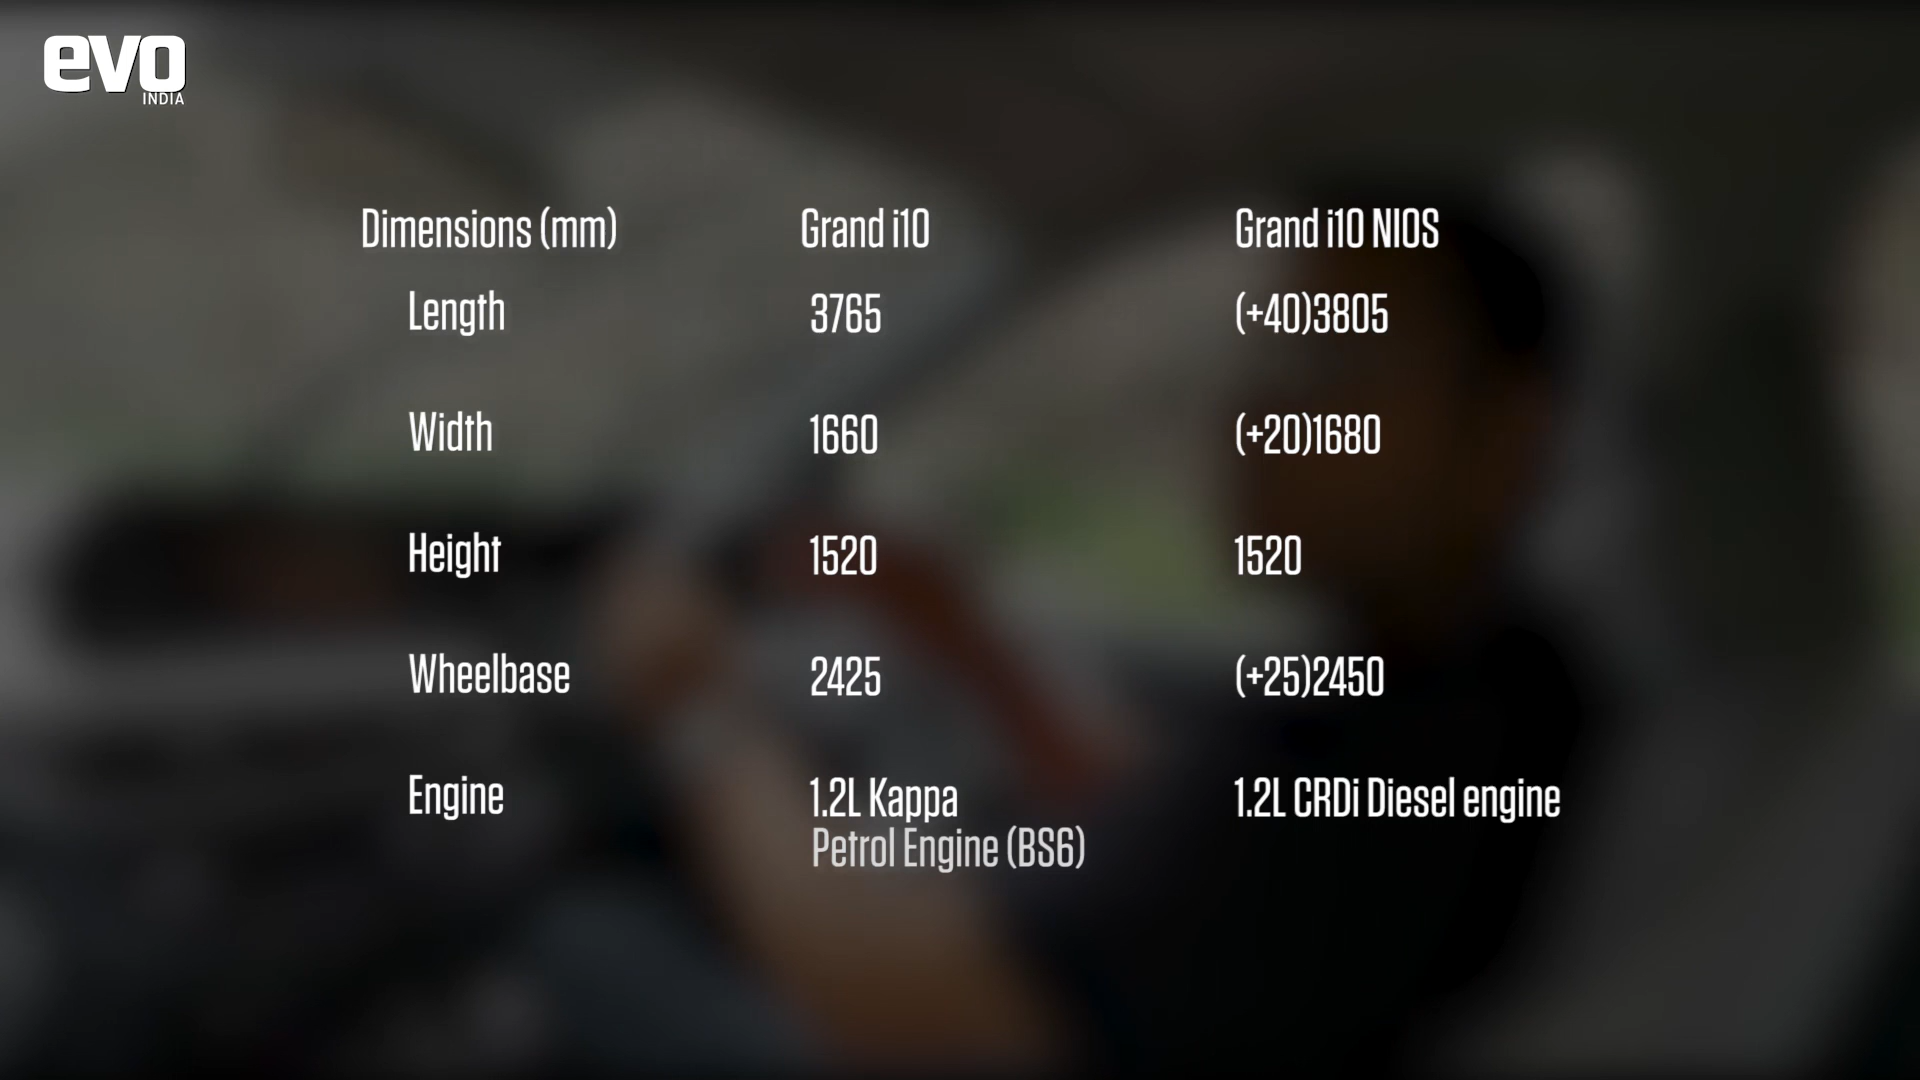 evo
INDIA
Dimensions (mm) Grand i10 Grand i10 NIOS
Length 3765 (+40)3805
Width 1660 (+20)1680
Height 1520 1520
Wheelbase 2425 (+25)2450
Engine 1.2L Kappa 1.2L CRDi Diesel engine
Petrol Engine (BS6)